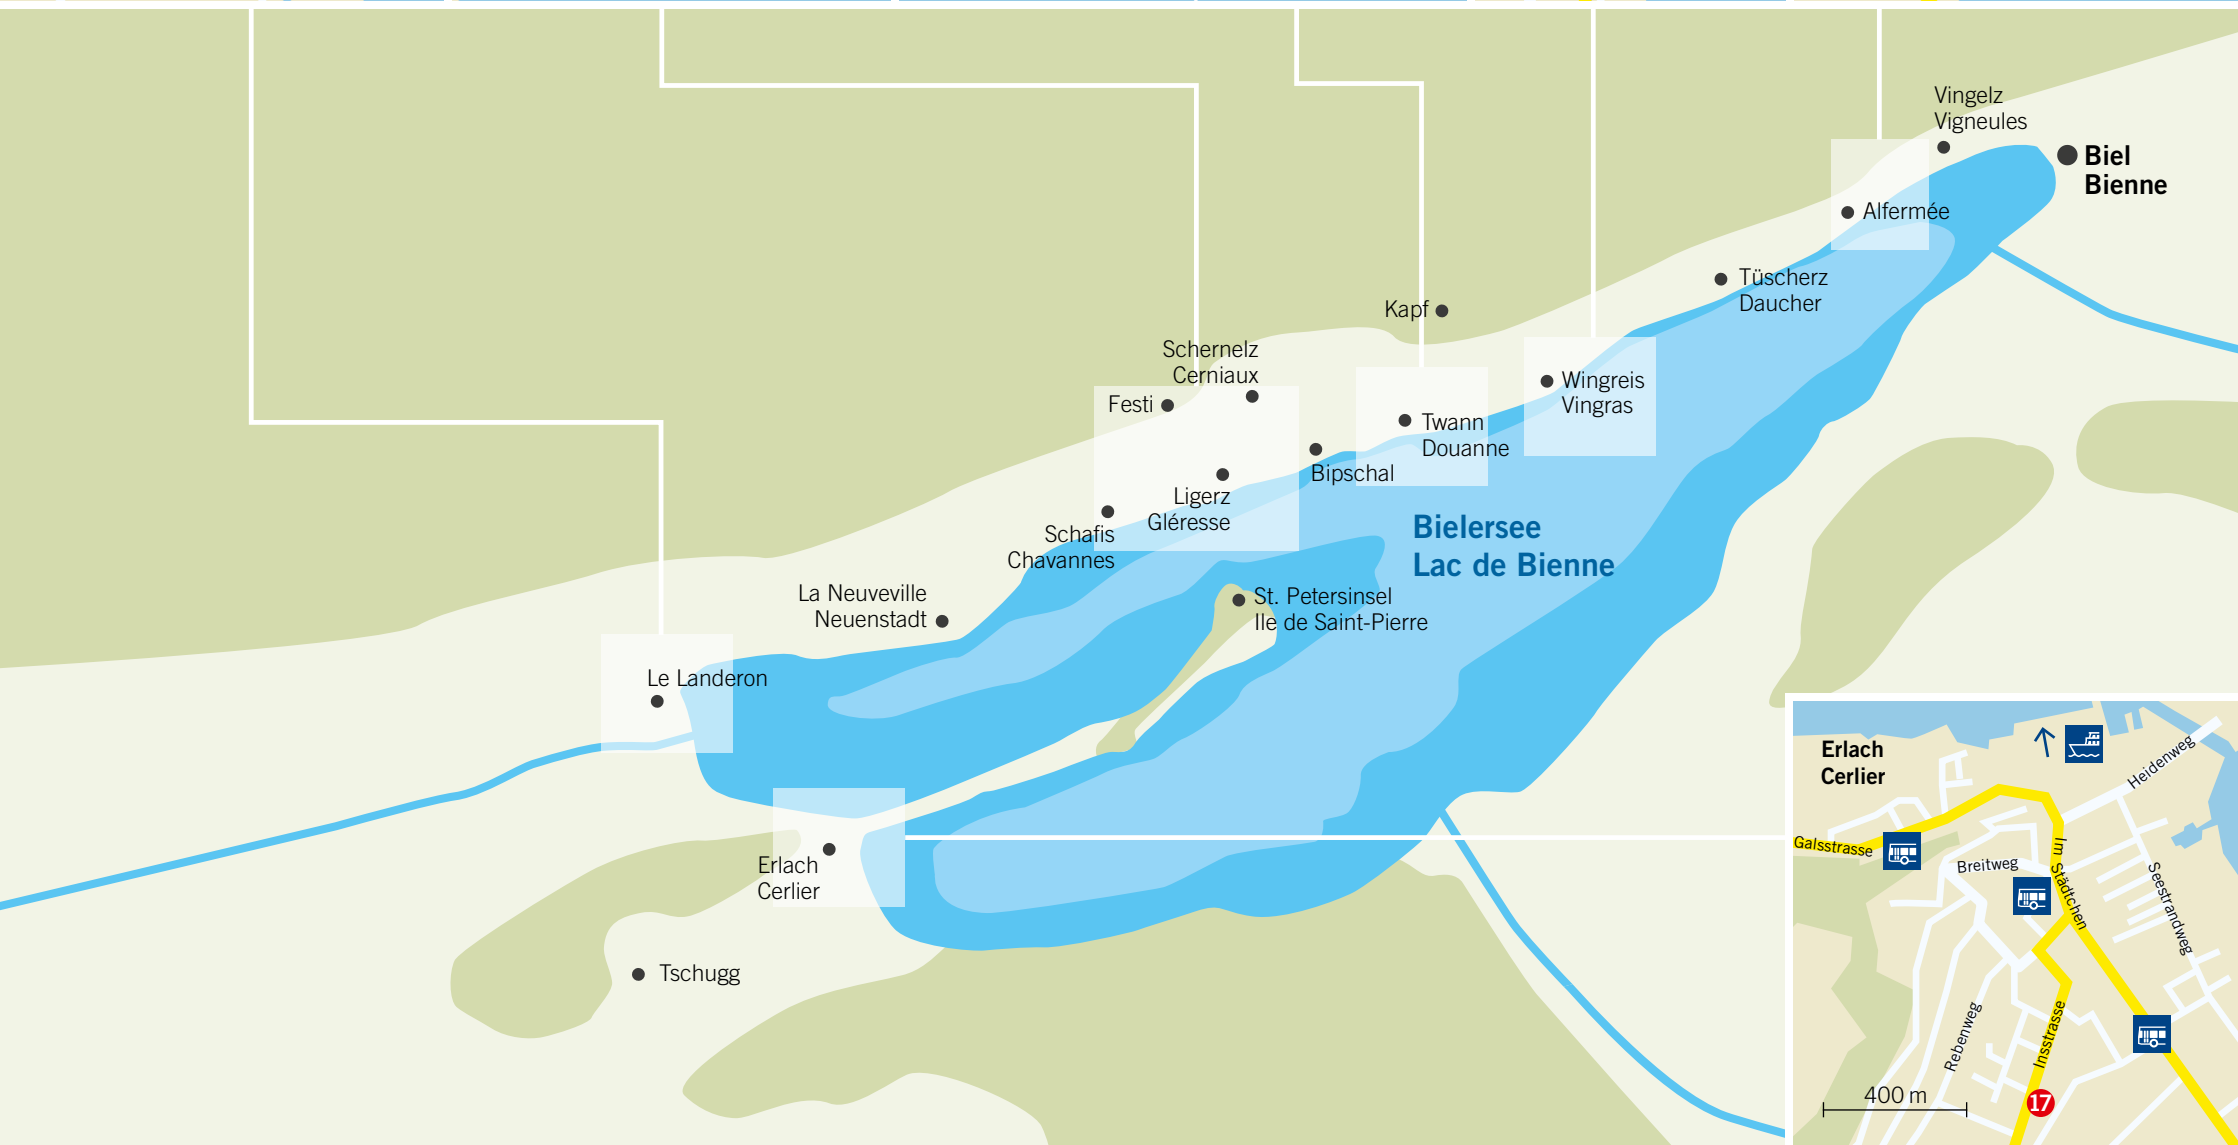 Vingelz
Vigneules
Biel
Bienne
Alfermée
Tüscherz
Daucher
Kapf
Schernelz
Cerniaux
Festi
Wingreis
Vingras
Twann
Douanne
Bipschal
Ligerz
Gléresse
Schafis
Chavannes
Bielersee
Lac de Bienne
La Neuveville
Neuenstadt
St. Petersinsel
Ile de Saint-Pierre
Le Landeron
Erlach
Cerlier
Tschugg
Erlach
Cerlier
Heidenweg
Galsstrasse
Breitweg
Im Städtchen
Seestrandweg
Rebenweg
Insstrasse
400 m
17